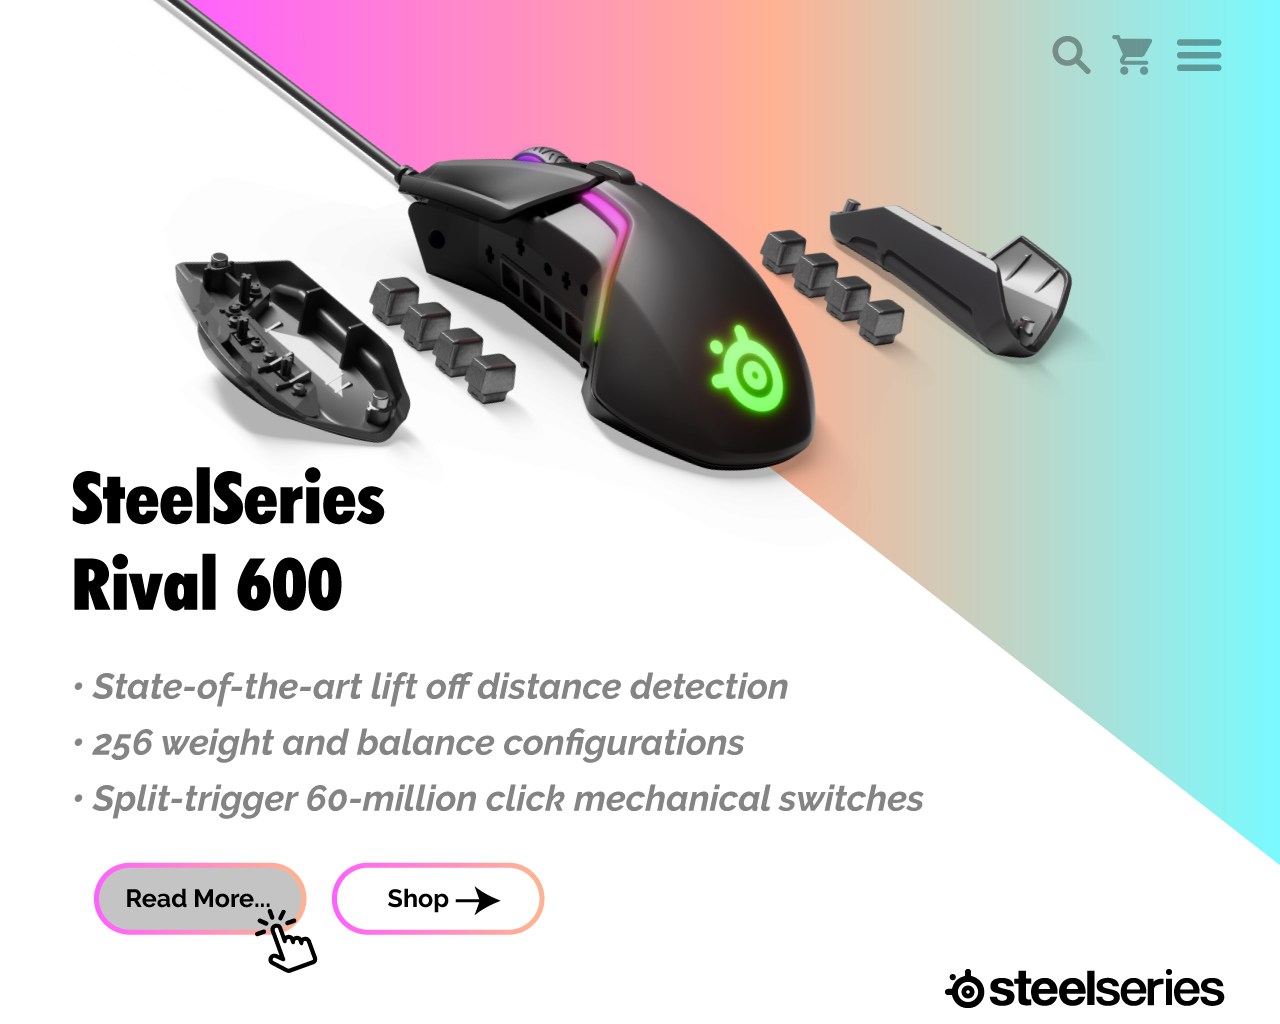 SteelSeries
Rival 600
• State-of-the-art lift off distance detection
• 256 weight and balance configurations
• Split-trigger 60-million click mechanical switches
Read More...
Shop
steelseries